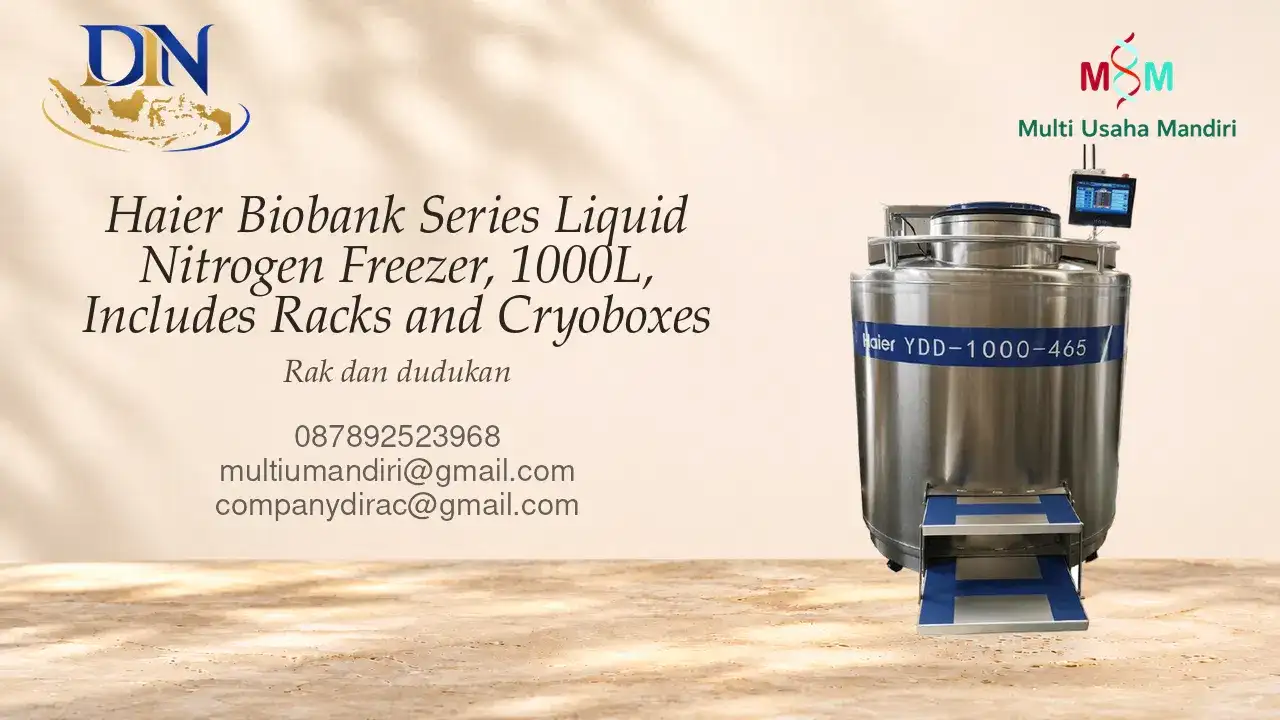 DIN
M M
Multi Usaha Mandiri
Haier Biobank Series Liquid
Nitrogen Freezer, 1000L,
Includes Racks and Cryoboxes
Rak dan dudukan
087892523968
multiumandiri@gmail.com
companydirac@gmail.com
Haier YDD-1000-465